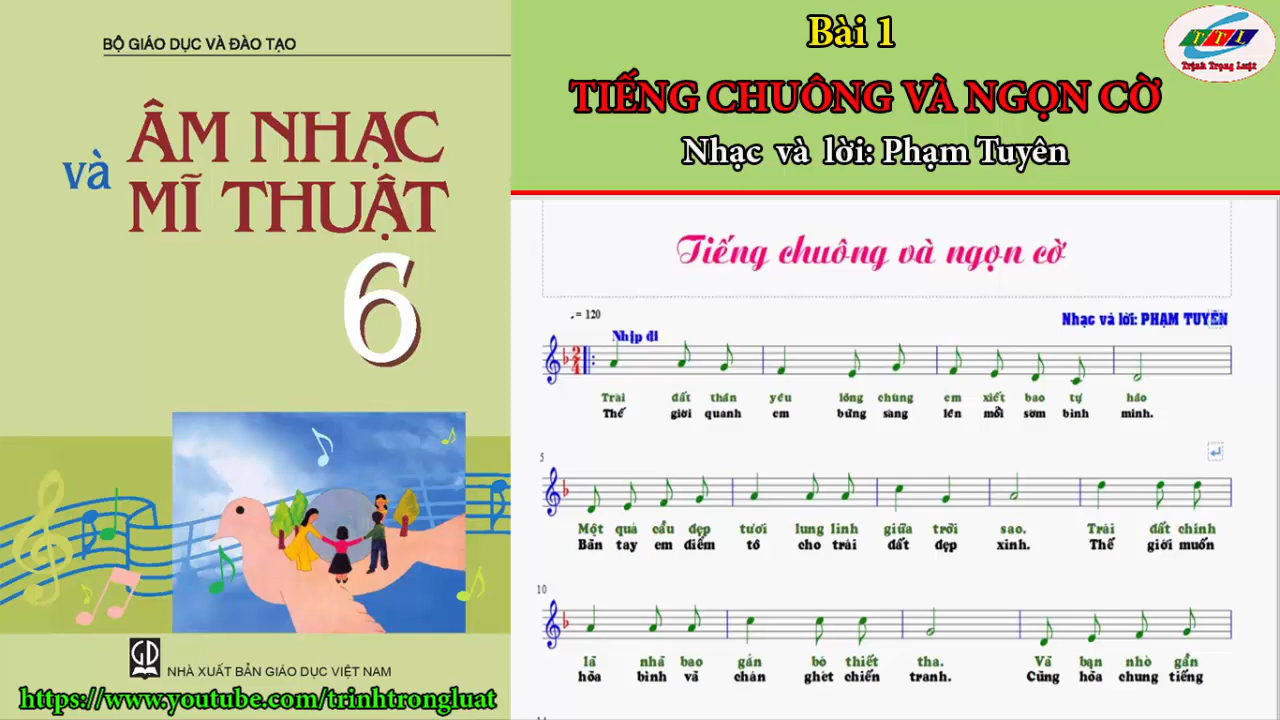 BỘ GIÁO DỤC VÀ ĐÀO TẠO
ÂM NHẠC
và MĨ THUẬT
6
GD
NHÀ XUẤT BẢN GIÁO DỤC VIỆT NAM
https://www.youtube.com/trinhtrongluat
Bài 1
TIẾNG CHUÔNG VÀ NGỌN CỜ
Nhạc và lời: Phạm Tuyên
TTL
Trịnh Trọng Luật
Tiếng chuông và ngọn cờ
♩ = 120
Nhạc và lời: PHẠM TUYÊN
Nhịp đi
2/4
Trái đất thân yêu lòng chúng em xiết bao tự hào
Thế giới quanh em bừng sáng lên mỗi sớm bình minh.
5
Một quả cầu đẹp tươi lung linh giữa trời sao. Trái đất chính
Bàn tay em điểm tô cho trái đất đẹp xinh. Thế giới muốn
10
là nhà bao gắn bó thiết tha. Và bạn nhỏ gần
hòa bình và chán ghét chiến tranh. Cùng hòa chung tiếng